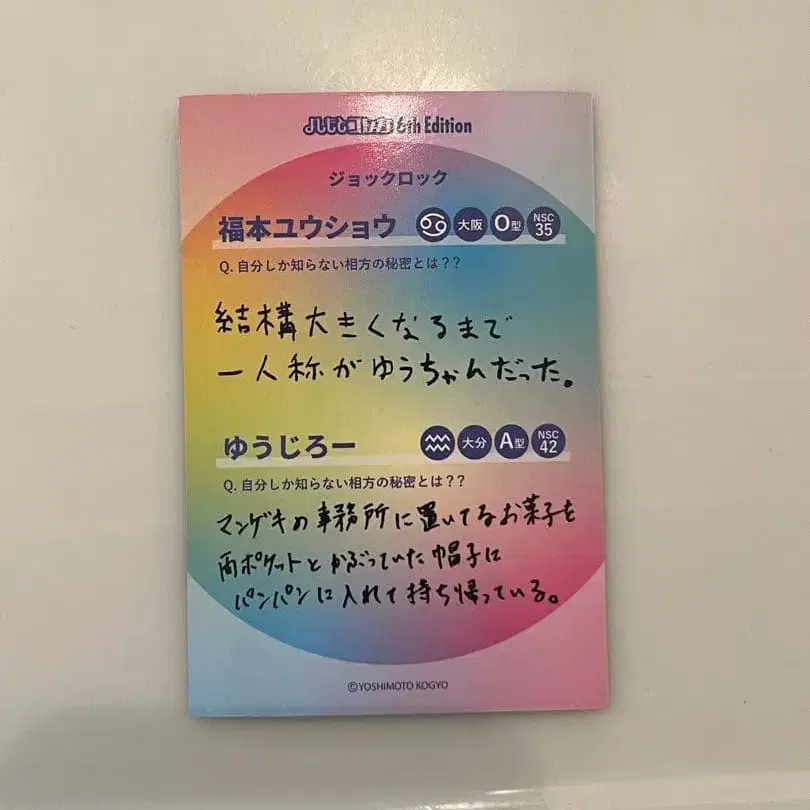 よしもとコレカ 6th Edition
ジョックロック
福本ユウショウ ♋ 大阪 O型 NSC 35
Q. 自分しか知らない相方の秘密とは??
結構大きくなるまで
一人称がゆうちゃんだった。
ゆうじろー ♒ 大分 A型 NSC 42
Q. 自分しか知らない相方の秘密とは??
マンゲキの事務所に置いてるお菓子を
両ポケットとかぶっていた帽子に
パンパンに入れて持ち帰っている。
©YOSHIMOTO KOGYO